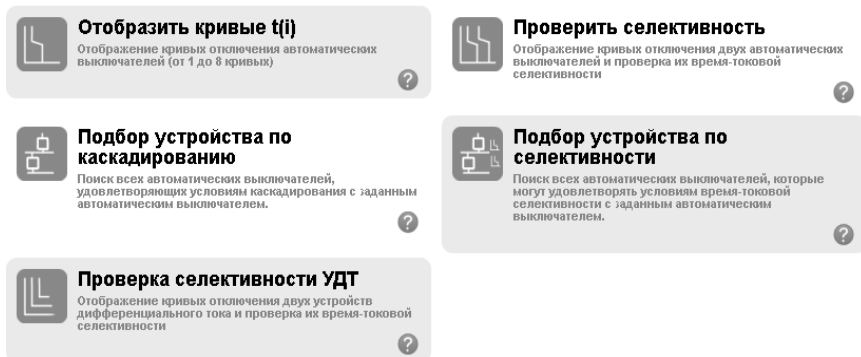 Отобразить кривые t(i)
Отображение кривых отключения автоматических
выключателей (от 1 до 8 кривых)
?
Проверить селективность
Отображение кривых отключения двух автоматических
выключателей и проверка их время-токовой
селективности
?
Подбор устройства по
каскадированию
Поиск всех автоматических выключателей,
удовлетворяющих условиям каскадирования с заданным
автоматическим выключателем.
?
Подбор устройства по
селективности
Поиск всех автоматических выключателей, которые
могут удовлетворять условиям время-токовой
селективности с заданным автоматическим
выключателем.
?
Проверка селективности УДТ
Отображение кривых отключения двух устройств
дифференциального тока и проверка их время-токовой
селективности
?